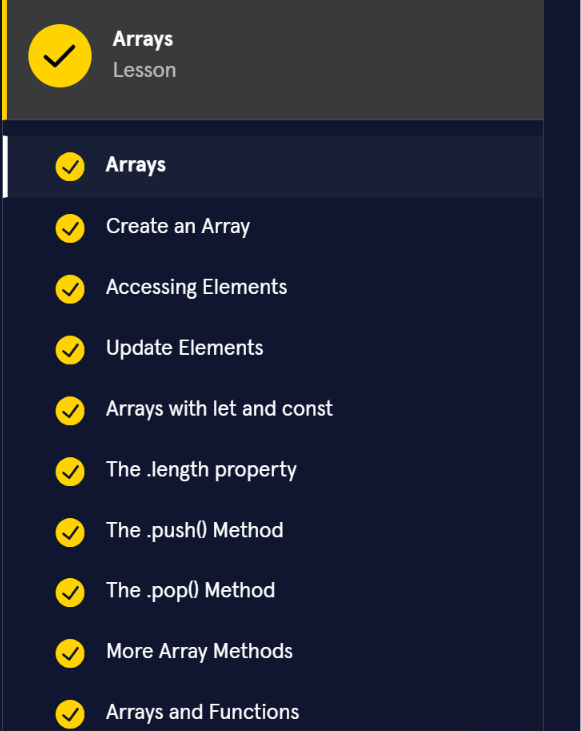 Arrays
Lesson
Arrays
Create an Array
Accessing Elements
Update Elements
Arrays with let and const
The .length property
The .push() Method
The .pop() Method
More Array Methods
Arrays and Functions